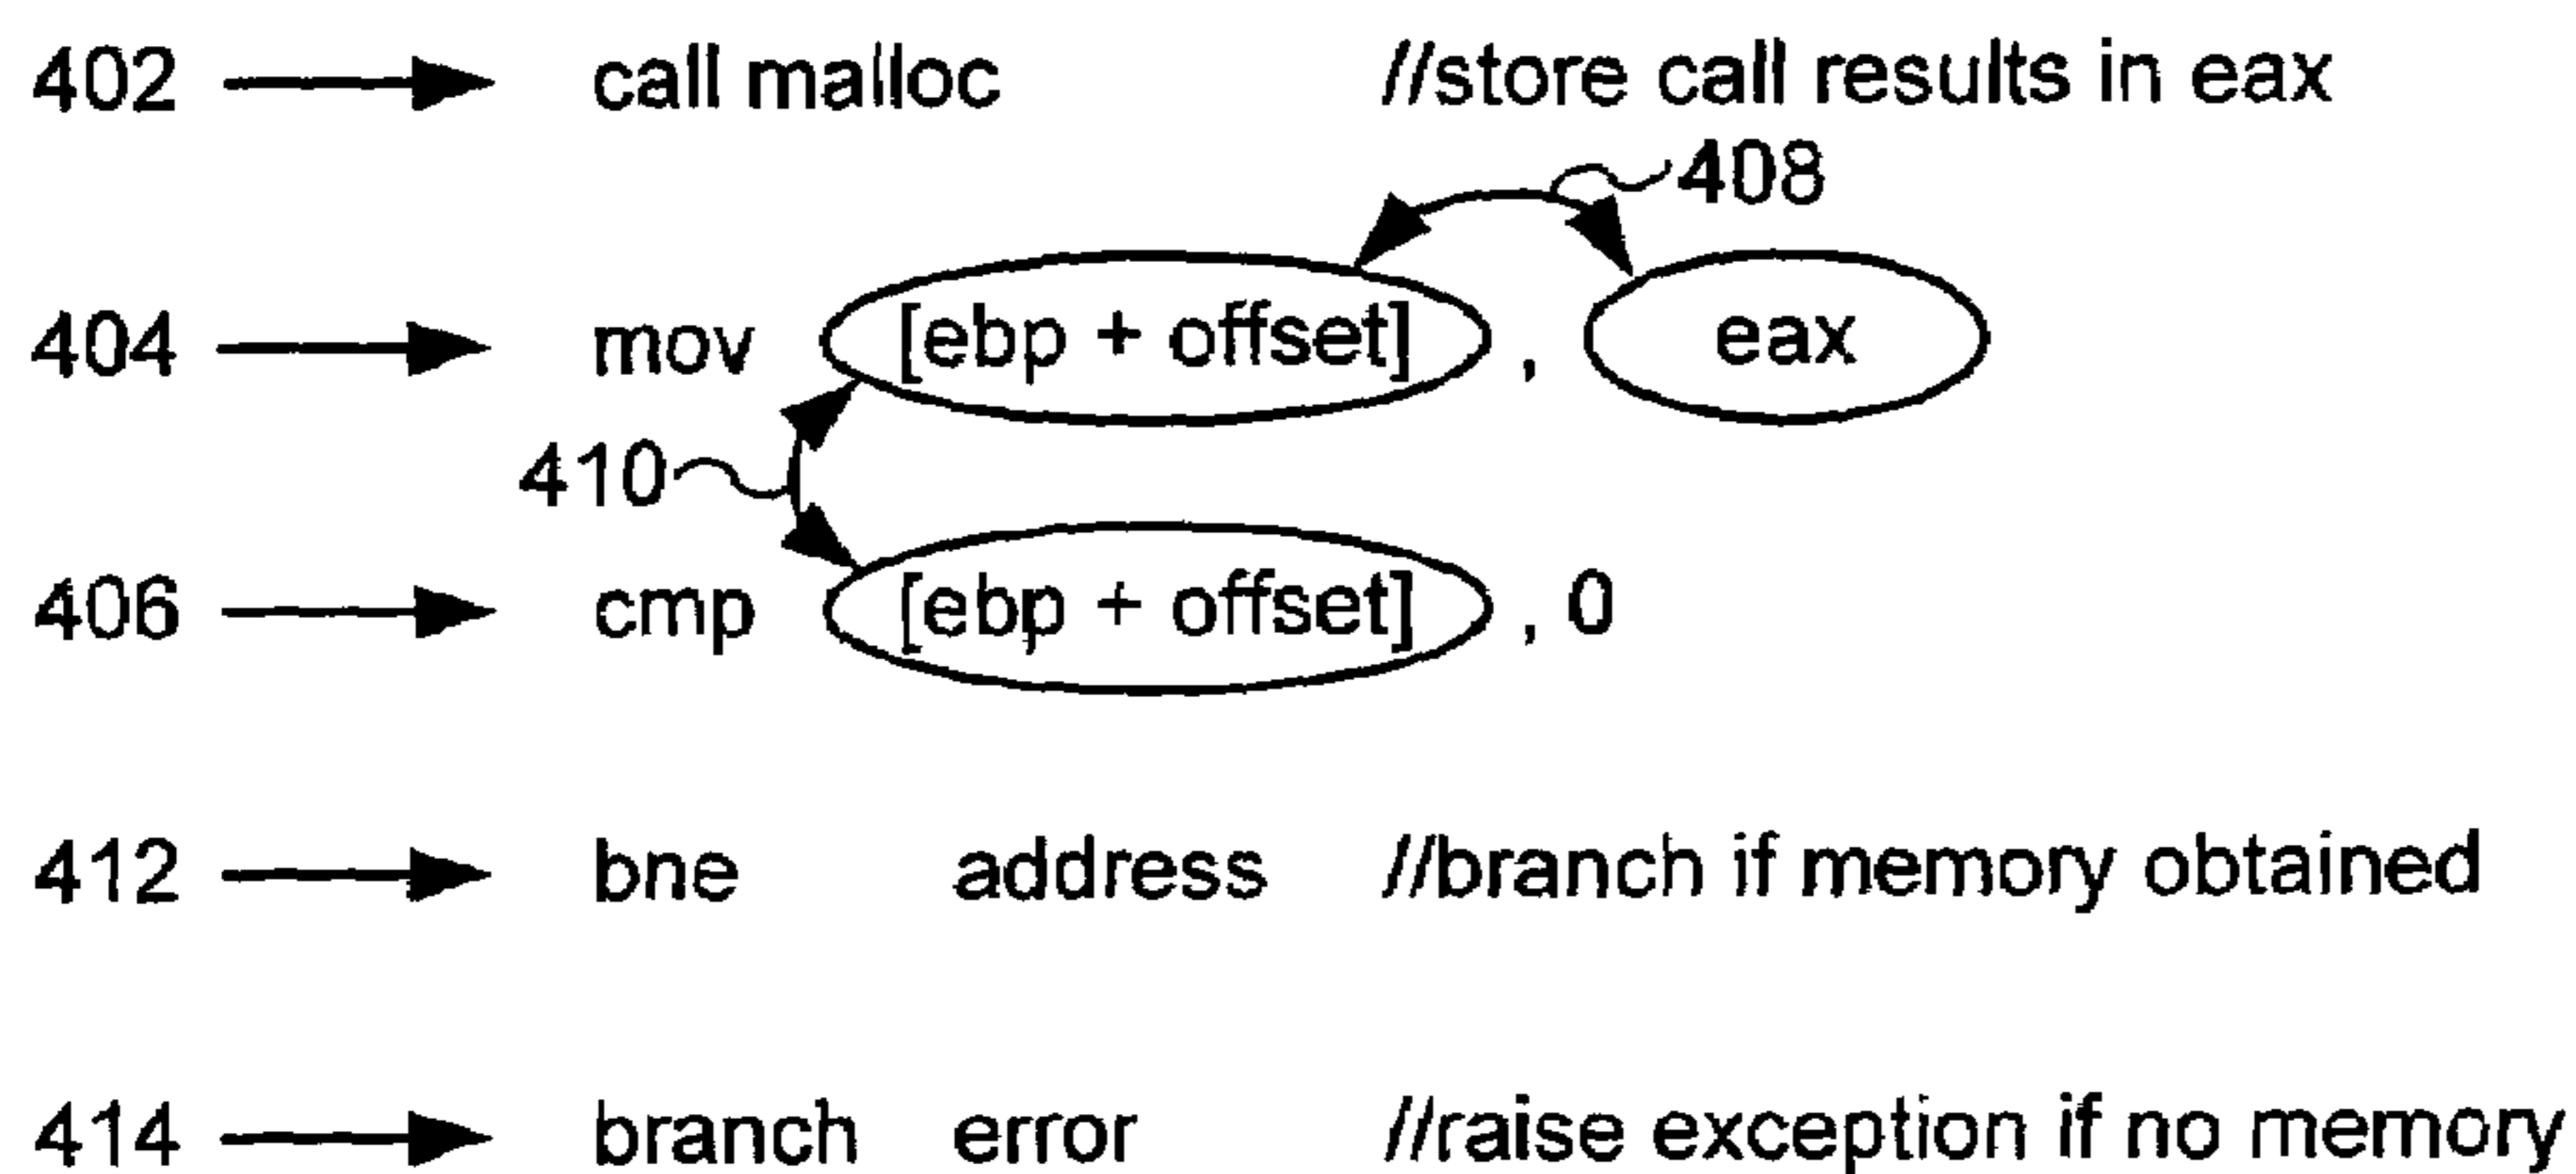 402 call malloc //store call results in eax
408
404 mov [ebp + offset] , eax
410
406 cmp [ebp + offset] , 0
412 bne address //branch if memory obtained
414 branch error //raise exception if no memory